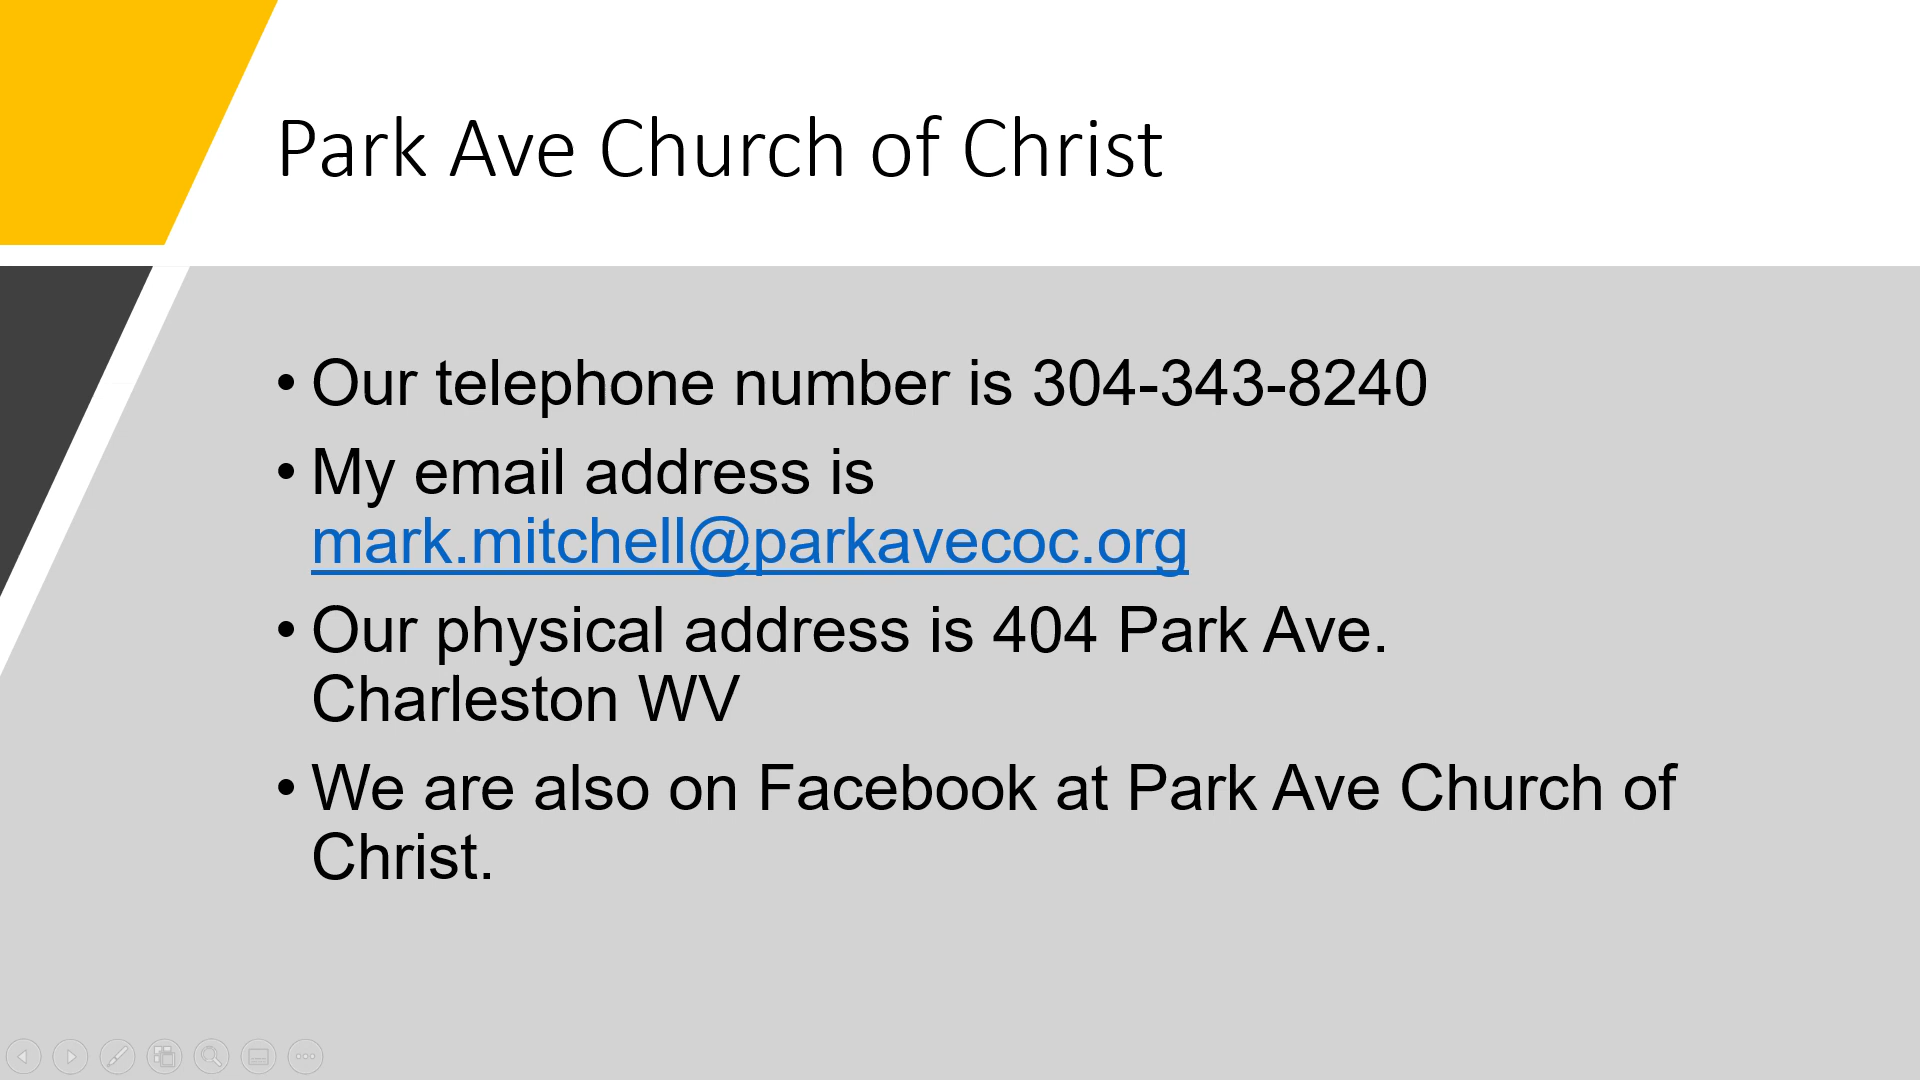 Park Ave Church of Christ
• Our telephone number is 304-343-8240
• My email address is
mark.mitchell@parkavecoc.org
• Our physical address is 404 Park Ave.
Charleston WV
• We are also on Facebook at Park Ave Church of
Christ.